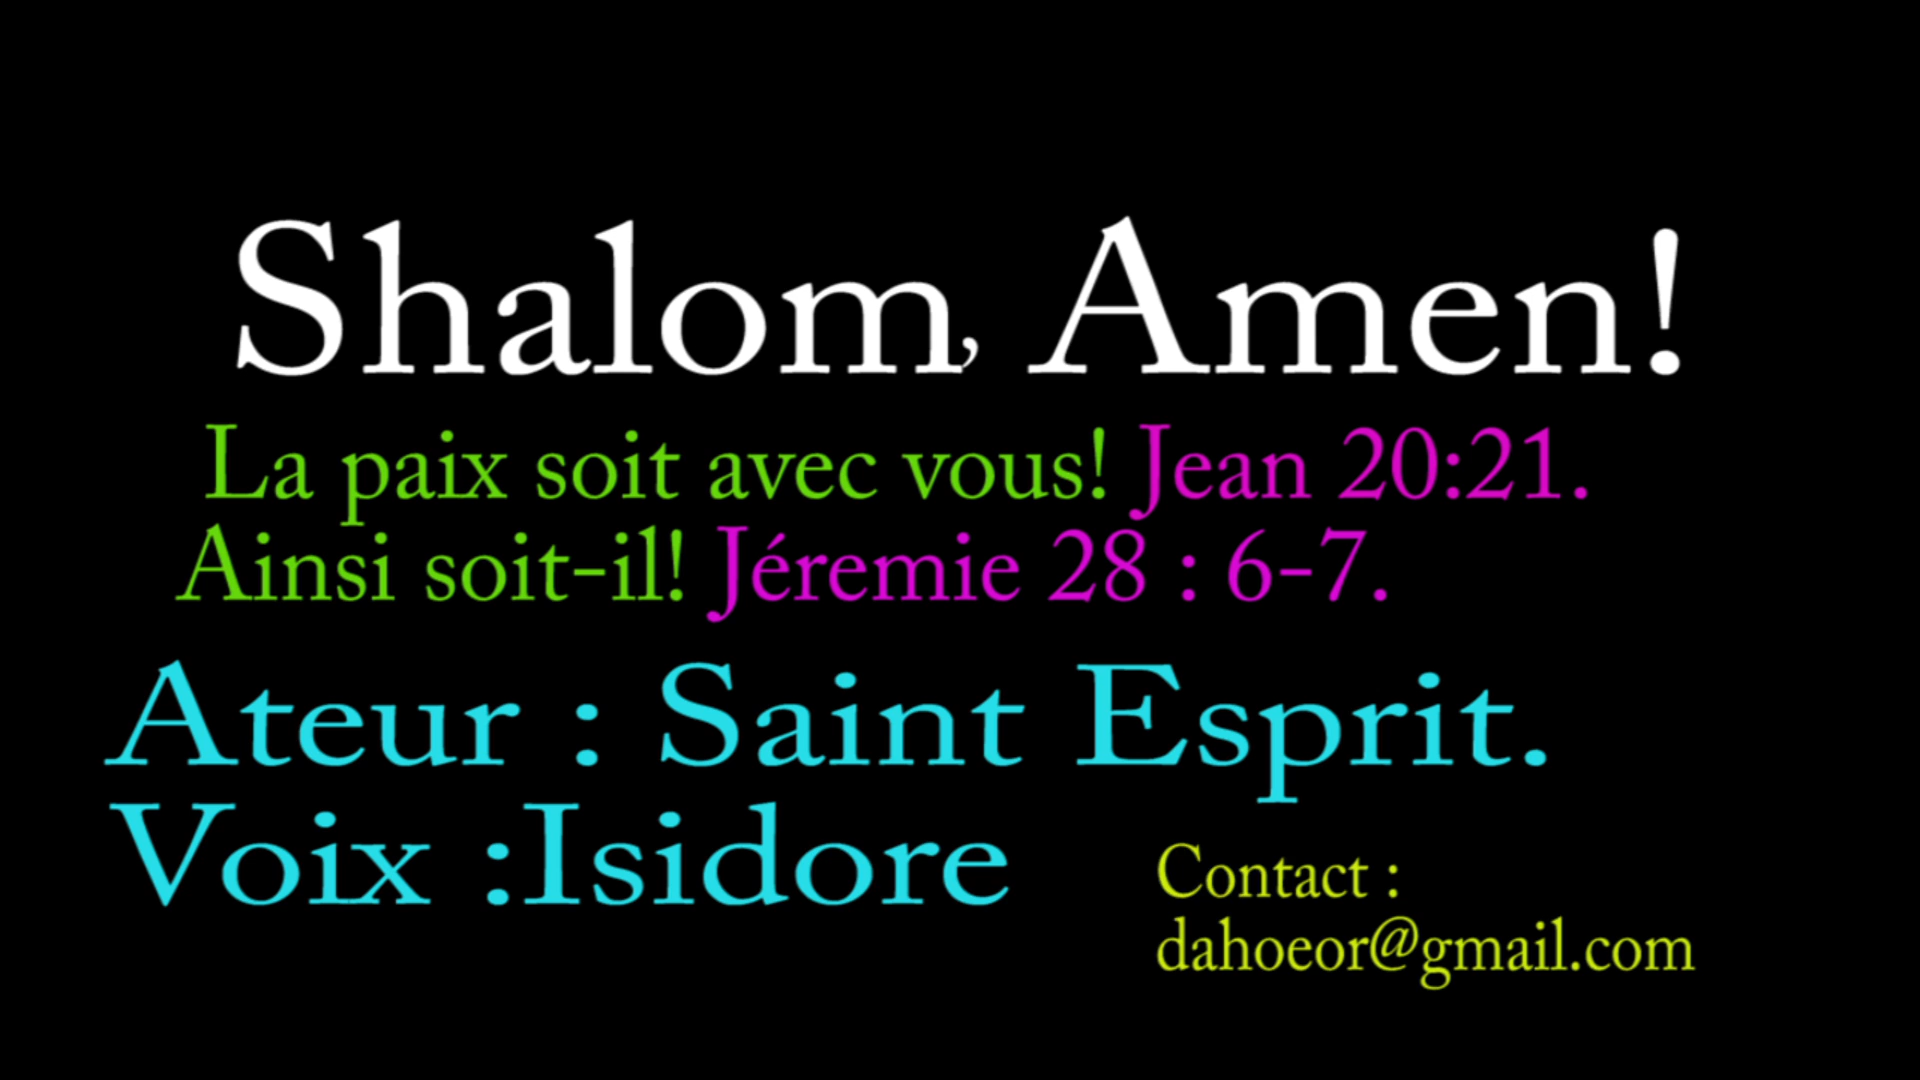 Shalom, Amen!
La paix soit avec vous! Jean 20:21.
Ainsi soit-il! Jéremie 28 : 6-7.
Ateur : Saint Esprit.
Voix :Isidore
Contact :
dahoeor@gmail.com